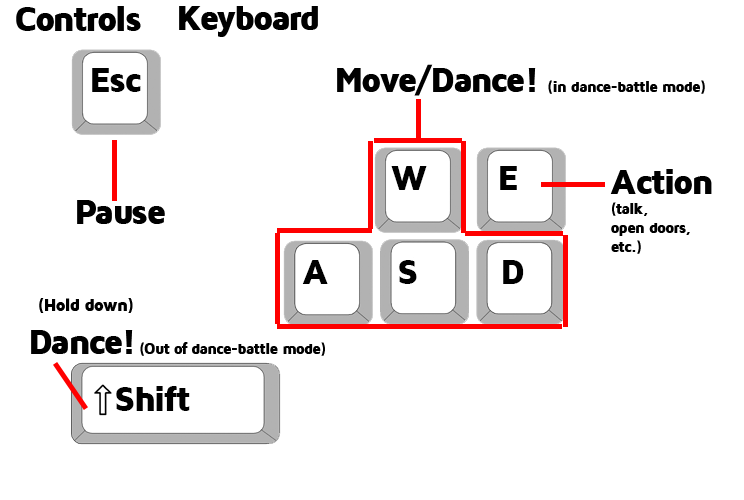 Controls Keyboard
Esc
Pause
Move/Dance! (in dance-battle mode)
W E
Action
(talk,
open doors,
etc.)
A S D
(Hold down)
Dance! (Out of dance-battle mode)
⇧Shift